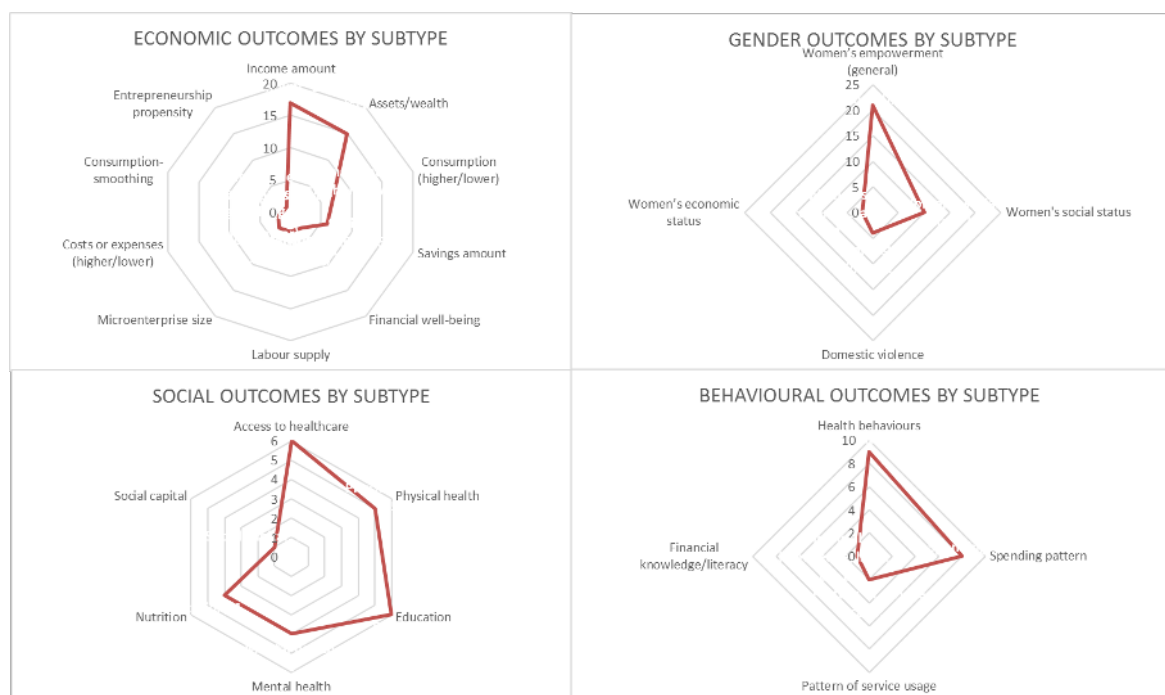 ECONOMIC OUTCOMES BY SUBTYPE
Income amount
20
Entrepreneurship
propensity
Assets/wealth
15
10
Consumption-
smoothing
Consumption
(higher/lower)
5
0
Costs or expenses
(higher/lower)
Savings amount
Microenterprise size
Financial well-being
Labour supply
GENDER OUTCOMES BY SUBTYPE
Women's empowerment
(general)
25
20
15
10
5
Women's economic
status
0
Women's social status
Domestic violence
SOCIAL OUTCOMES BY SUBTYPE
Access to healthcare
6
5
4
Social capital
Physical health
3
2
1
0
Nutrition
Education
Mental health
BEHAVIOURAL OUTCOMES BY SUBTYPE
Health behaviours
10
8
6
4
2
Financial
knowledge/literacy
0
Spending pattern
Pattern of service usage